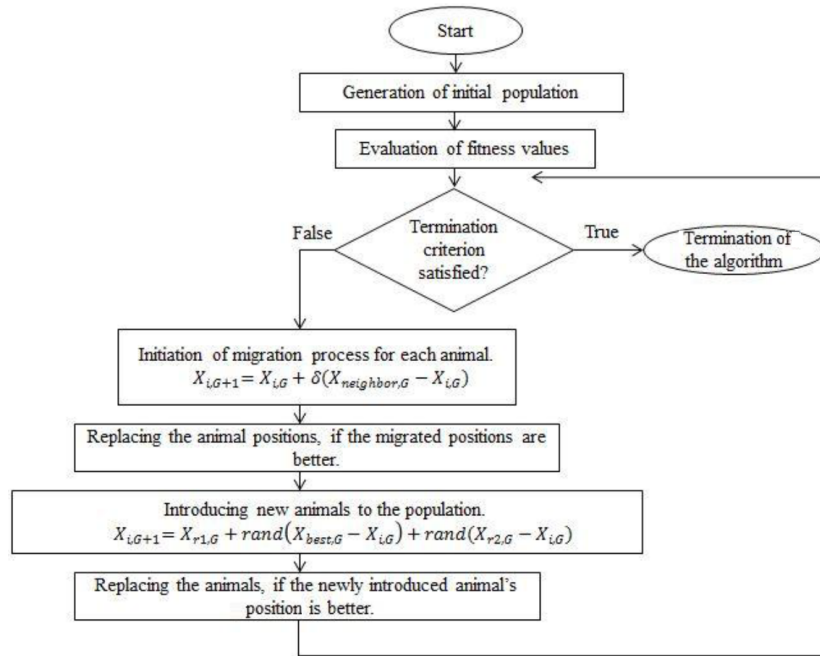 Start
Generation of initial population
Evaluation of fitness values
Termination
criterion
satisfied?
False
True
Termination of
the algorithm
Initiation of migration process for each animal.
X_{i,G+1} = X_{i,G} + δ(X_{neighbor,G} − X_{i,G})
Replacing the animal positions, if the migrated positions are
better.
Introducing new animals to the population.
X_{i,G+1} = X_{r1,G} + rand(X_{best,G} − X_{i,G}) + rand(X_{r2,G} − X_{i,G})
Replacing the animals, if the newly introduced animal's
position is better.